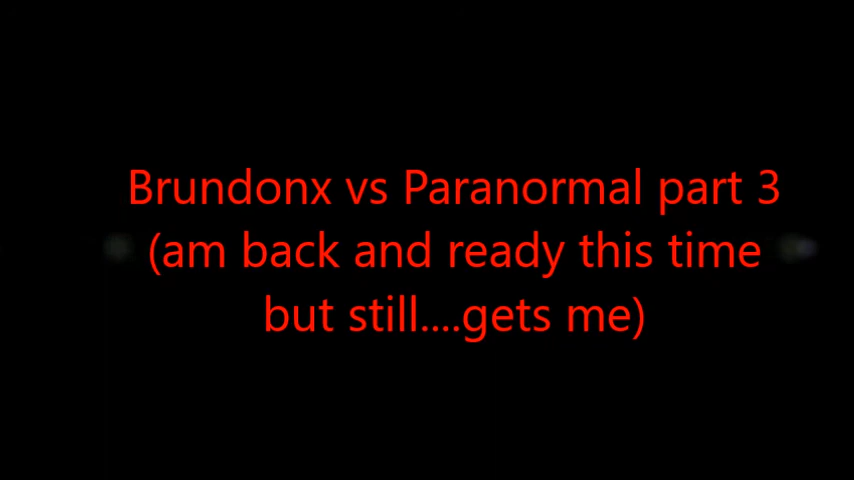 Brundonx vs Paranormal part 3
(am back and ready this time
but still....gets me)